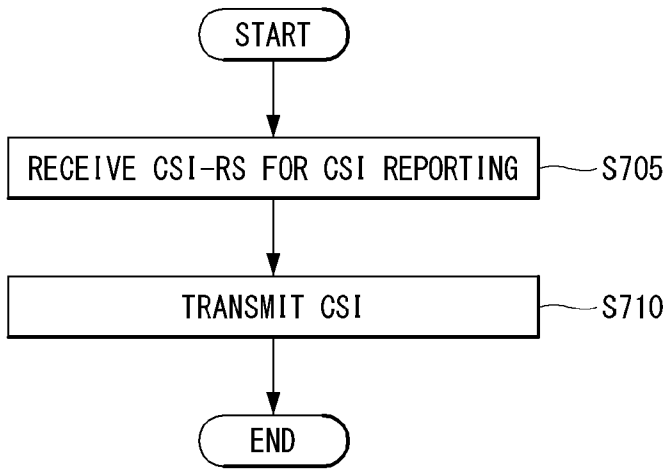 START
RECEIVE CSI-RS FOR CSI REPORTING
S705
TRANSMIT CSI
S710
END